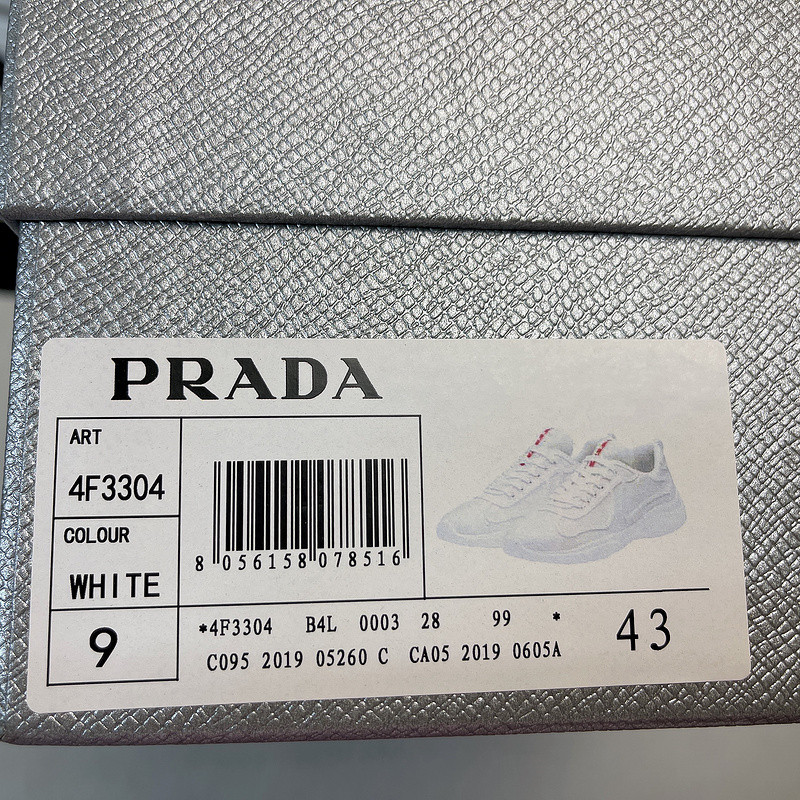 PRADA
ART
4F3304
COLOUR
WHITE
9
8 056158 078516
*4F3304 B4L 0003 28 99 *
C095 2019 05260 C CA05 2019 0605A
43